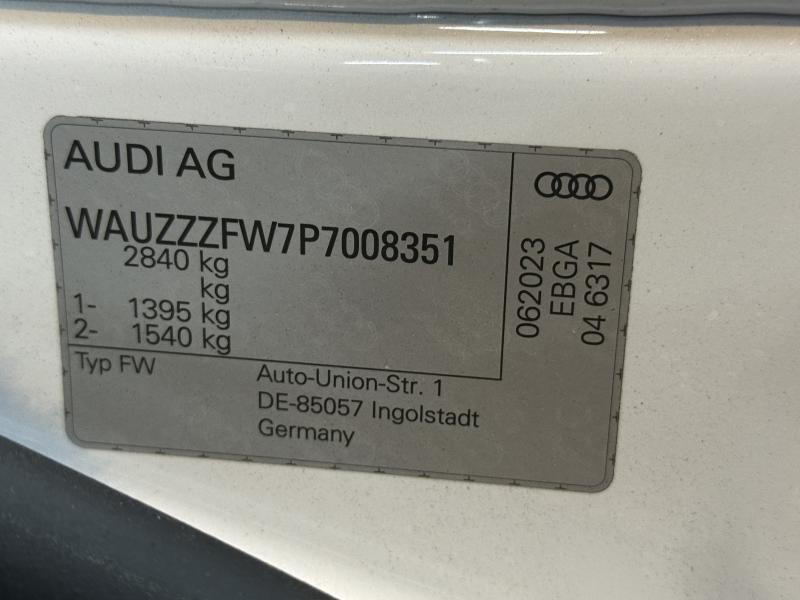 AUDI AG
WAUZZZFW7P7008351
2840 kg
kg
1- 1395 kg
2- 1540 kg
Typ FW
Auto-Union-Str. 1
DE-85057 Ingolstadt
Germany
062023
EBGA
04 6317